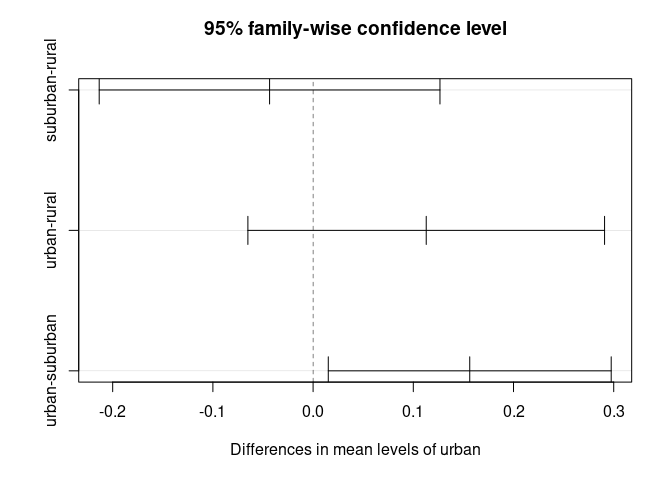 95% family-wise confidence level
suburban-rural
urban-rural
urban-suburban
-0.2 -0.1 0.0 0.1 0.2 0.3
Differences in mean levels of urban